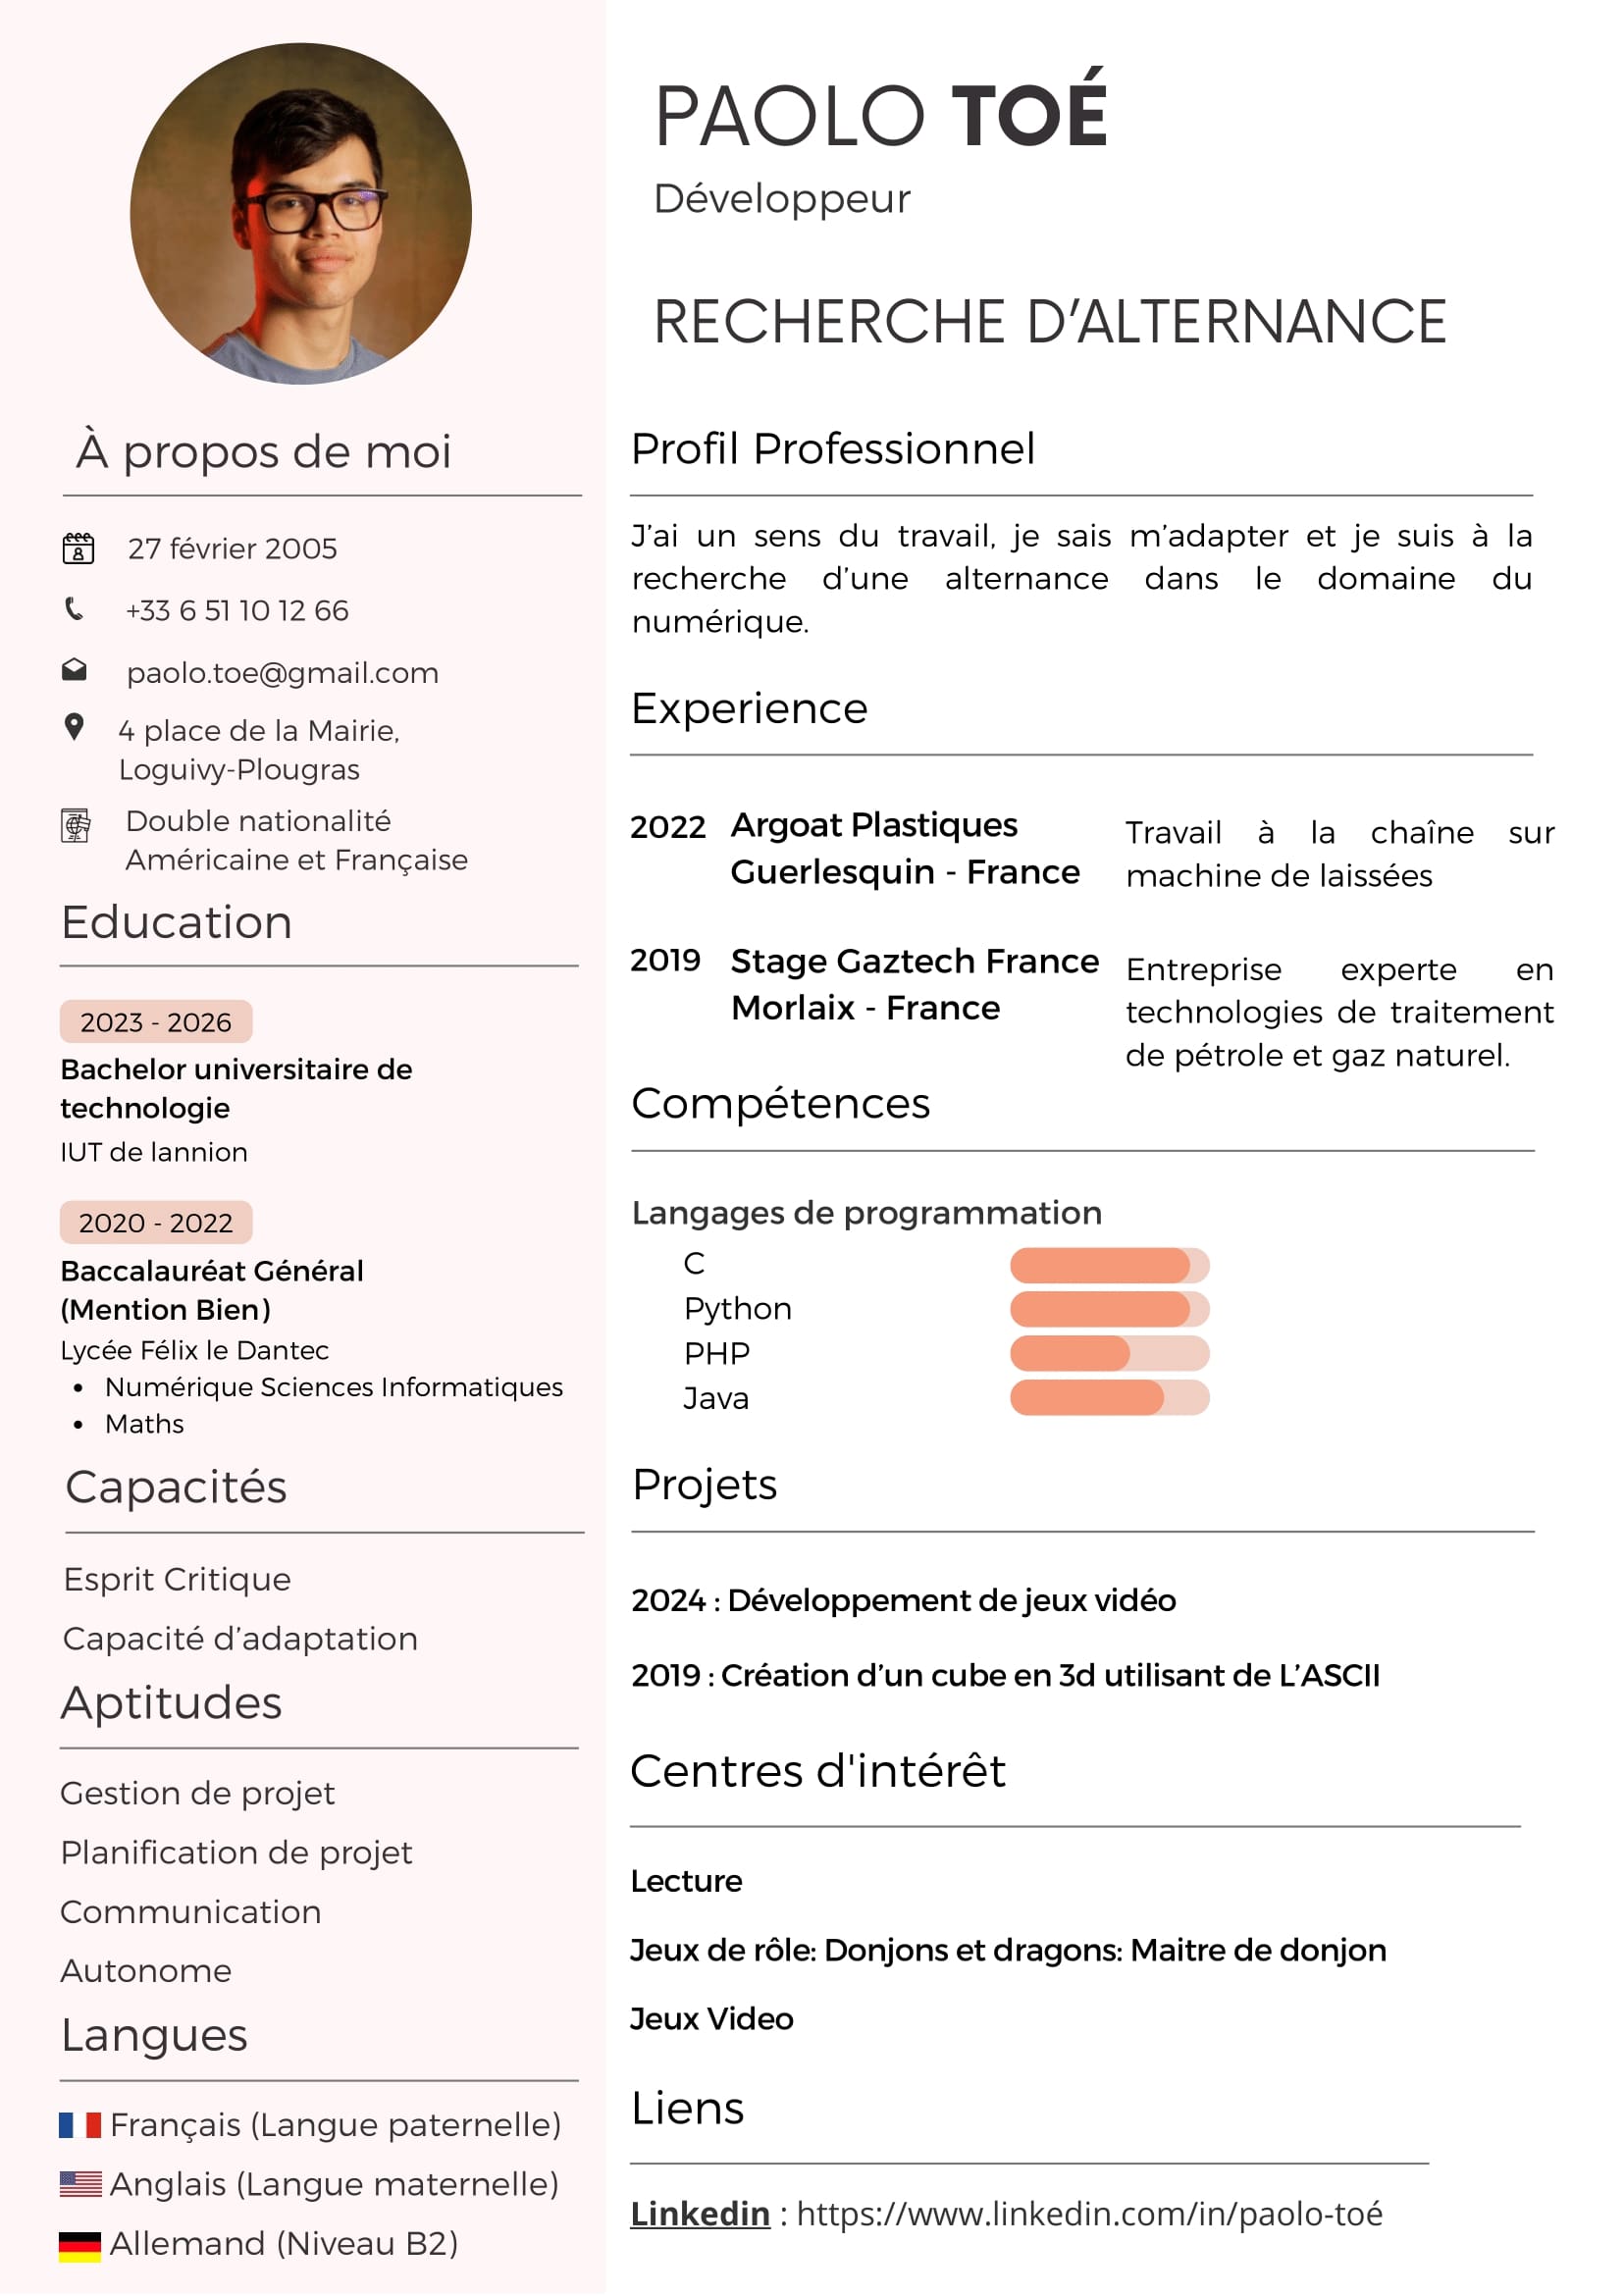 PAOLO TOÉ
Développeur
RECHERCHE D’ALTERNANCE
À propos de moi
27 février 2005
+33 6 51 10 12 66
paolo.toe@gmail.com
4 place de la Mairie,
Loguivy-Plougras
Double nationalité
Américaine et Française
Education
2023 - 2026
Bachelor universitaire de
technologie
IUT de lannion
2020 - 2022
Baccalauréat Général
(Mention Bien)
Lycée Félix le Dantec
• Numérique Sciences Informatiques
• Maths
Capacités
Esprit Critique
Capacité d’adaptation
Aptitudes
Gestion de projet
Planification de projet
Communication
Autonome
Langues
Français (Langue paternelle)
Anglais (Langue maternelle)
Allemand (Niveau B2)
Profil Professionnel
J’ai un sens du travail, je sais m’adapter et je suis à la
recherche d’une alternance dans le domaine du
numérique.
Experience
2022 Argoat Plastiques
Guerlesquin - France
Travail à la chaîne sur
machine de laissées
2019 Stage Gaztech France
Morlaix - France
Entreprise experte en
technologies de traitement
de pétrole et gaz naturel.
Compétences
Langages de programmation
C
Python
PHP
Java
Projets
2024 : Développement de jeux vidéo
2019 : Création d’un cube en 3d utilisant de L’ASCII
Centres d'intérêt
Lecture
Jeux de rôle: Donjons et dragons: Maitre de donjon
Jeux Video
Liens
Linkedin : https://www.linkedin.com/in/paolo-toé